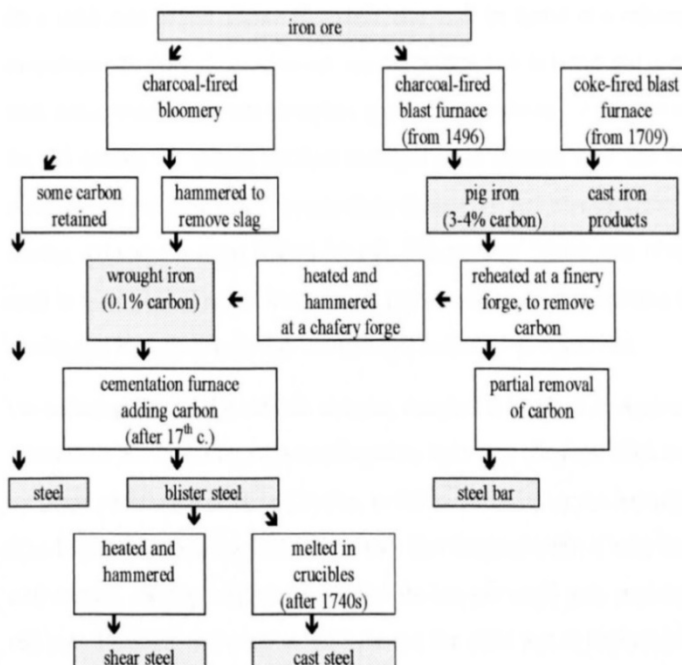 iron ore
charcoal-fired
bloomery
charcoal-fired
blast furnace
(from 1496)
coke-fired blast
furnace
(from 1709)
some carbon
retained
hammered to
remove slag
pig iron
(3-4% carbon)
cast iron
products
wrought iron
(0.1% carbon)
heated and
hammered
at a chafery forge
reheated at a finery
forge, to remove
carbon
cementation furnace
adding carbon
(after 17th c.)
partial removal
of carbon
steel
blister steel
steel bar
heated and
hammered
melted in
crucibles
(after 1740s)
shear steel
cast steel